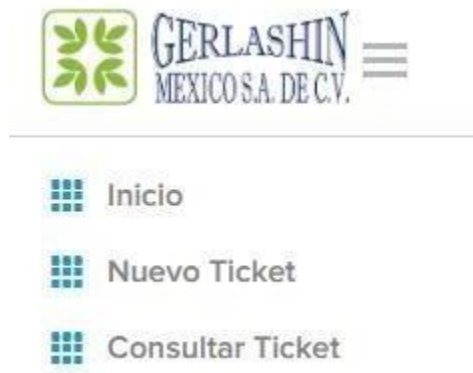 GERLASHIN
MEXICO S.A. DE C.V.
Inicio
Nuevo Ticket
Consultar Ticket